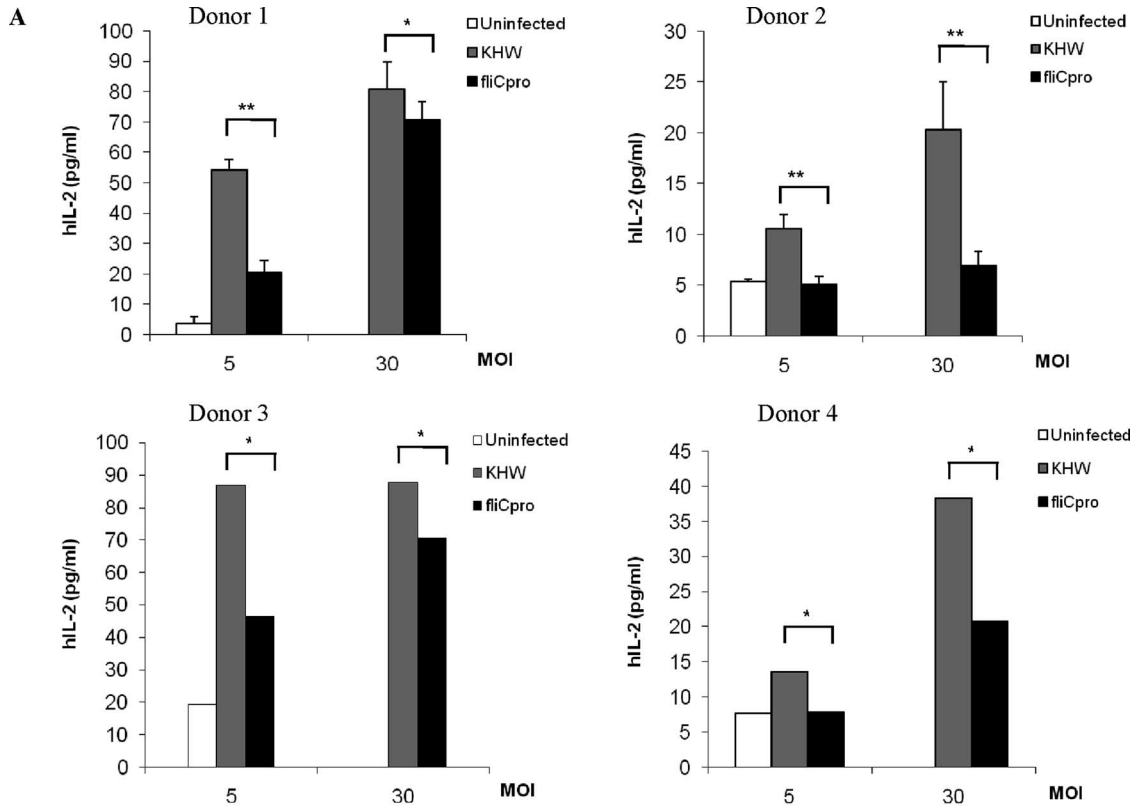 A
Donor 1
Uninfected
KHW
fliCpro
hIL-2 (pg/ml)
100
90
80
70
60
50
40
30
20
10
0
**
*
5
30
MOI
Donor 2
Uninfected
KHW
fliCpro
hIL-2 (pg/ml)
30
25
20
15
10
5
0
**
**
5
30
MOI
Donor 3
Uninfected
KHW
fliCpro
hIL-2 (pg/ml)
100
90
80
70
60
50
40
30
20
10
0
*
*
5
30
MOI
Donor 4
Uninfected
KHW
fliCpro
hIL-2 (pg/ml)
45
40
35
30
25
20
15
10
5
0
*
*
5
30
MOI